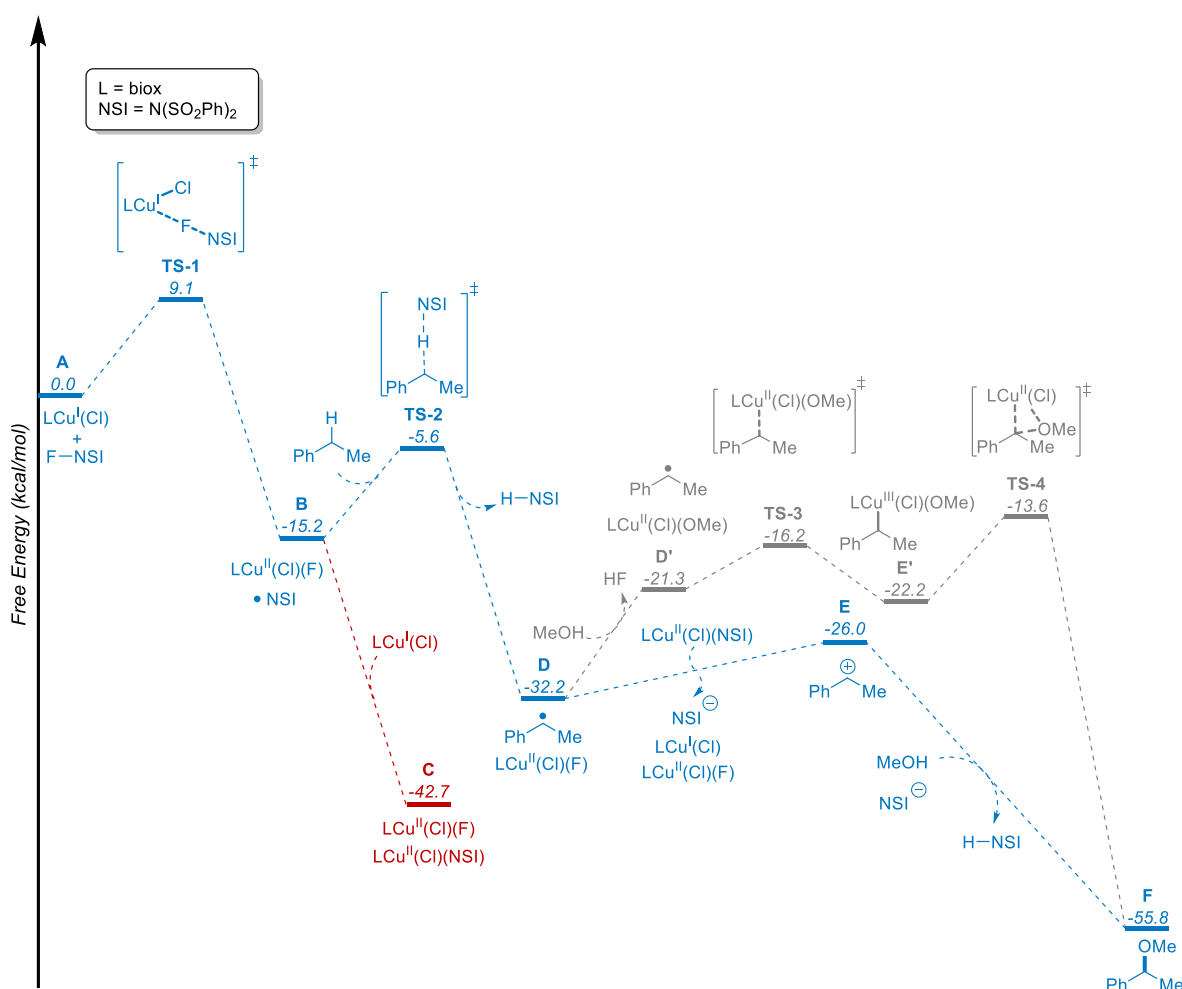 Free Energy (kcal/mol)
L = biox
NSI = N(SO₂Ph)₂
‡
LCuᴵ
Cl
F
NSI
TS-1
9.1
A
0.0
LCuᴵ(Cl)
+
F–NSI
‡
NSI
H
Ph
Me
TS-2
-5.6
H
Ph
Me
H–NSI
B
-15.2
LCuᴵᴵ(Cl)(F)
• NSI
LCuᴵ(Cl)
C
-42.7
LCuᴵᴵ(Cl)(F)
LCuᴵᴵ(Cl)(NSI)
D
-32.2
Ph
Me
LCuᴵᴵ(Cl)(F)
MeOH
HF
Ph
Me
LCuᴵᴵ(Cl)(OMe)
D'
-21.3
‡
LCuᴵᴵ(Cl)(OMe)
Ph
Me
TS-3
-16.2
LCuᴵᴵᴵ(Cl)(OMe)
Ph
Me
E'
-22.2
‡
LCuᴵᴵ(Cl)
OMe
Ph
Me
TS-4
-13.6
LCuᴵᴵ(Cl)(NSI)
NSI⊖
LCuᴵ(Cl)
LCuᴵᴵ(Cl)(F)
E
-26.0
⊕
Ph
Me
MeOH
NSI⊖
H–NSI
F
-55.8
OMe
Ph
Me